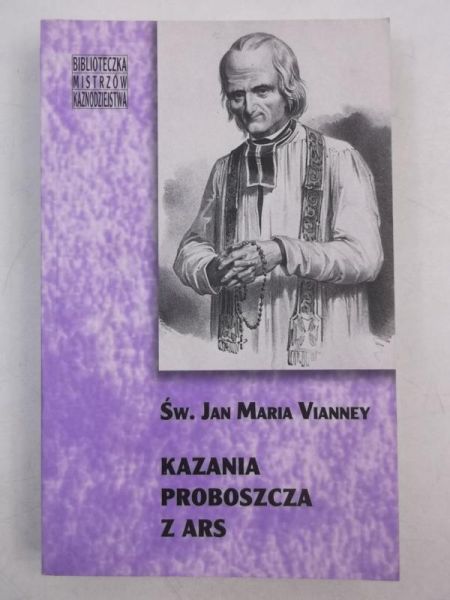 BIBLIOTECZKA
MISTRZÓW
KAZNODZIEJSTWA
ŚW. JAN MARIA VIANNEY
KAZANIA
PROBOSZCZA
Z ARS